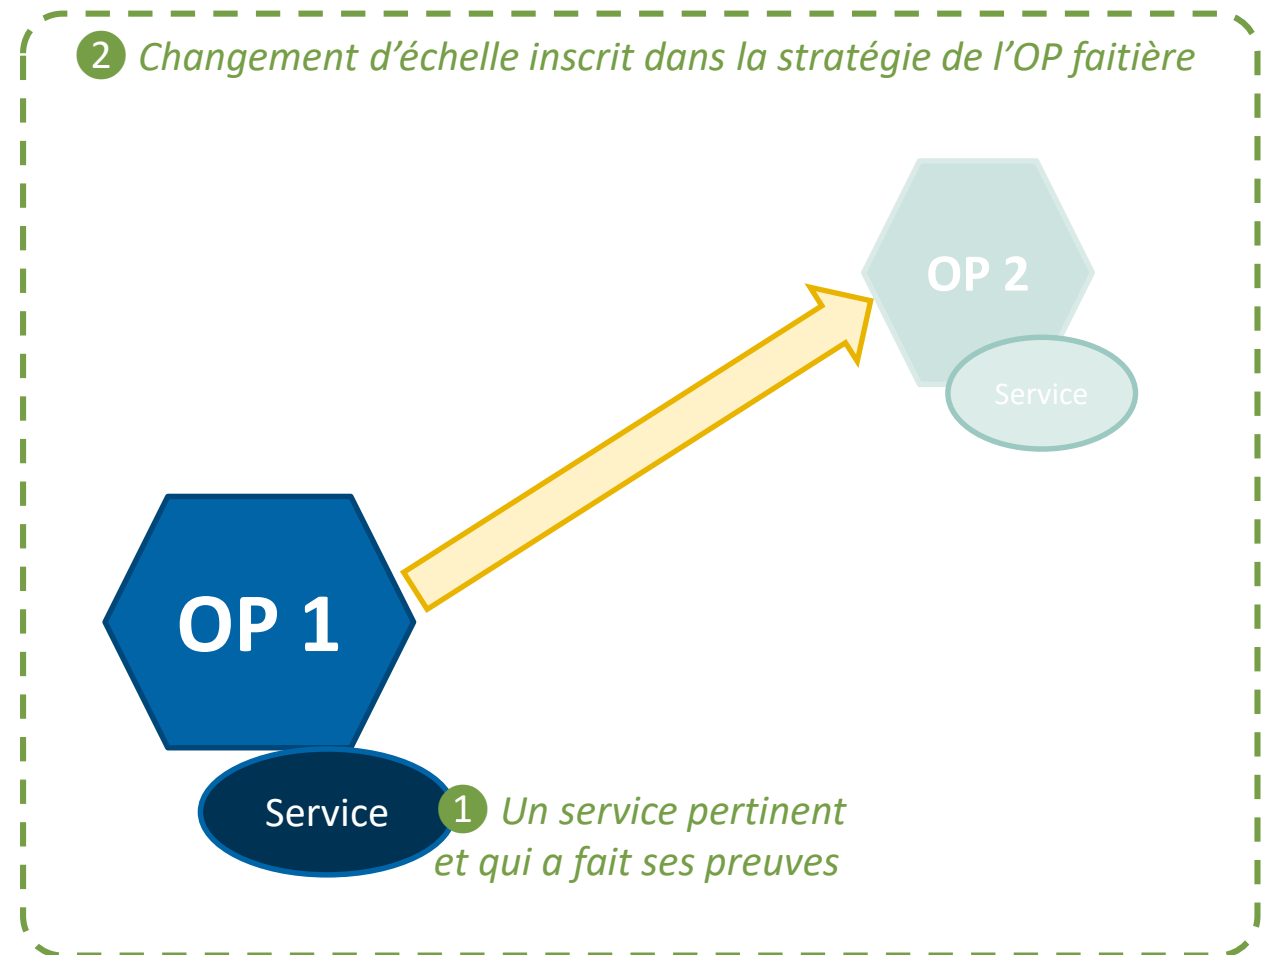 2 Changement d’échelle inscrit dans la stratégie de l’OP faitière
OP 2
Service
OP 1
Service
1 Un service pertinent
et qui a fait ses preuves